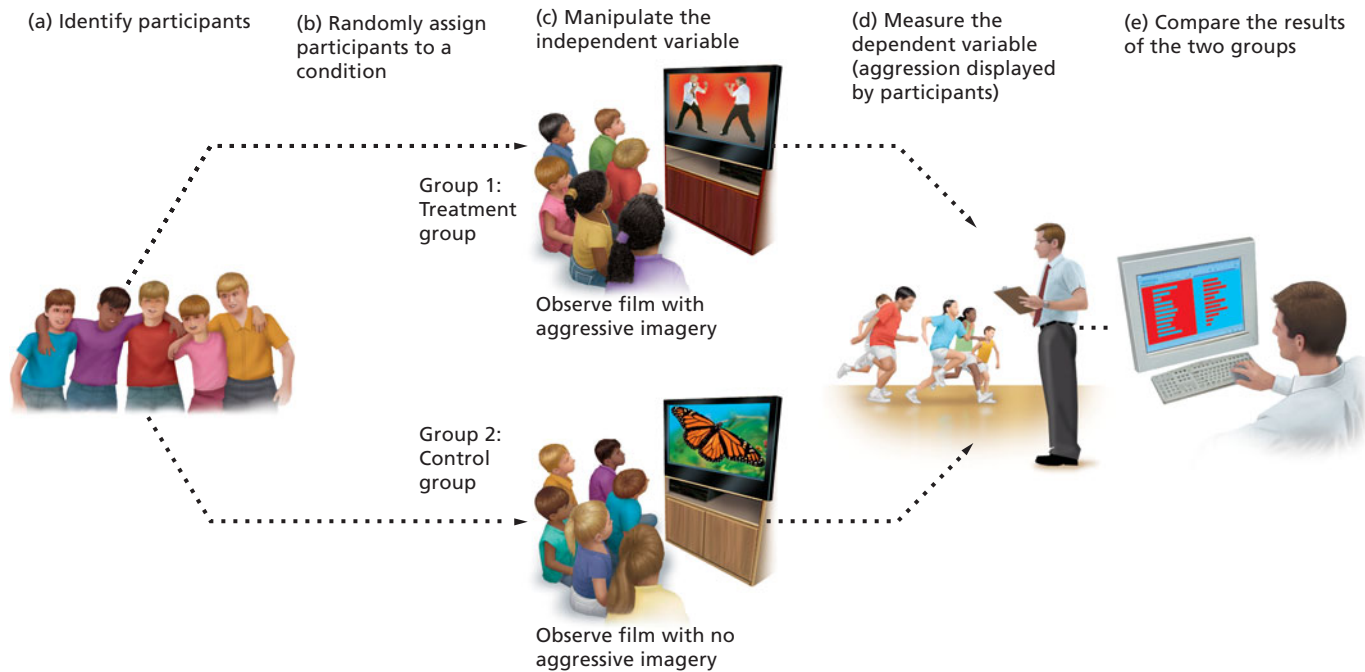 (a) Identify participants
(b) Randomly assign
participants to a
condition
(c) Manipulate the
independent variable
(d) Measure the
dependent variable
(aggression displayed
by participants)
(e) Compare the results
of the two groups
Group 1:
Treatment
group
Observe film with
aggressive imagery
Group 2:
Control
group
Observe film with no
aggressive imagery